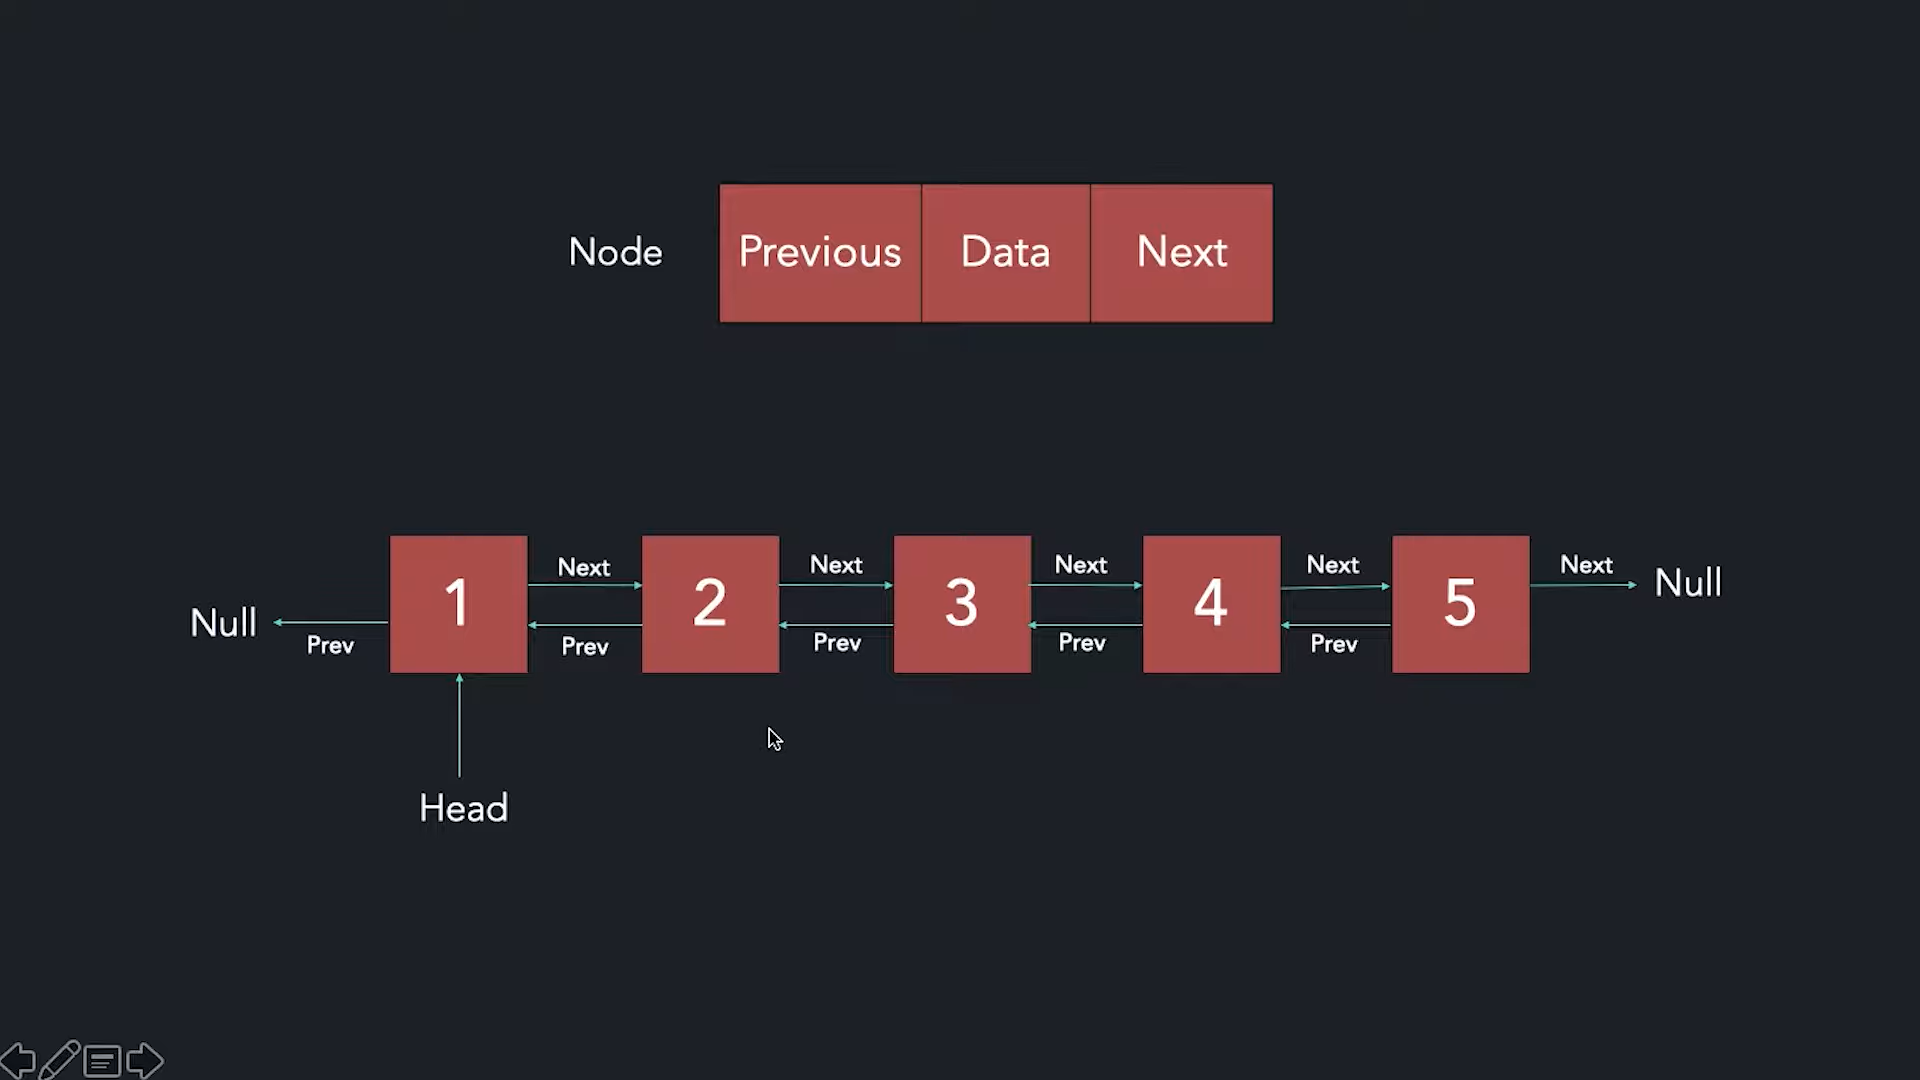 Node Previous Data Next
Next Next Next Next Next
Null 1 2 3 4 5 Null
Prev Prev Prev Prev Prev
Head